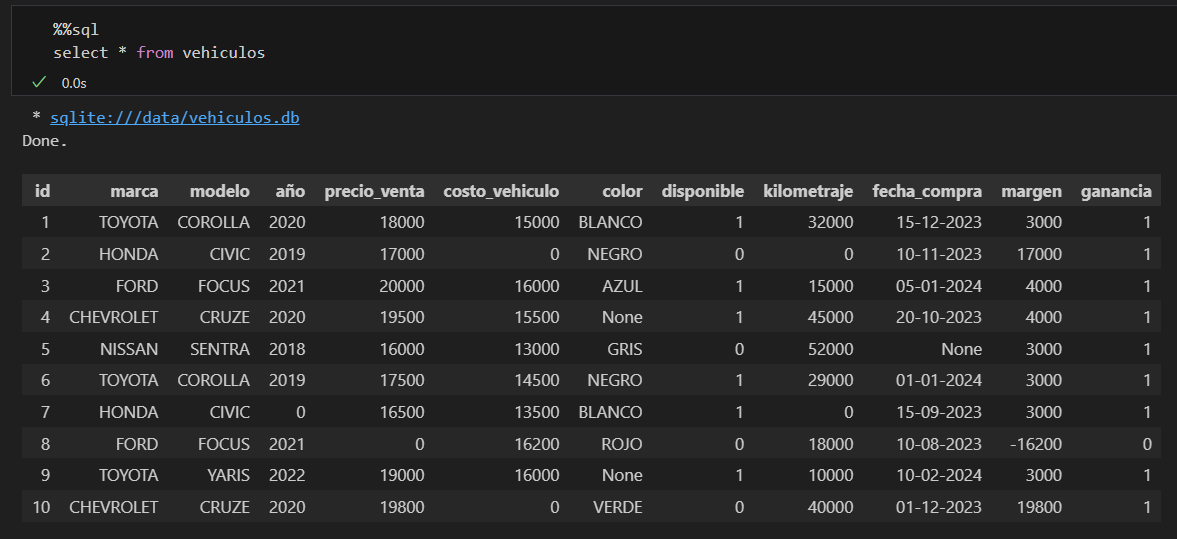 %%sql
select * from vehiculos
0.0s
* sqlite:///data/vehiculos.db
Done.
id marca modelo año precio_venta costo_vehiculo color disponible kilometraje fecha_compra margen ganancia
1 TOYOTA COROLLA 2020 18000 15000 BLANCO 1 32000 15-12-2023 3000 1
2 HONDA CIVIC 2019 17000 0 NEGRO 0 0 10-11-2023 17000 1
3 FORD FOCUS 2021 20000 16000 AZUL 1 15000 05-01-2024 4000 1
4 CHEVROLET CRUZE 2020 19500 15500 None 1 45000 20-10-2023 4000 1
5 NISSAN SENTRA 2018 16000 13000 GRIS 0 52000 None 3000 1
6 TOYOTA COROLLA 2019 17500 14500 NEGRO 1 29000 01-01-2024 3000 1
7 HONDA CIVIC 0 16500 13500 BLANCO 1 0 15-09-2023 3000 1
8 FORD FOCUS 2021 0 16200 ROJO 0 18000 10-08-2023 -16200 0
9 TOYOTA YARIS 2022 19000 16000 None 1 10000 10-02-2024 3000 1
10 CHEVROLET CRUZE 2020 19800 0 VERDE 0 40000 01-12-2023 19800 1